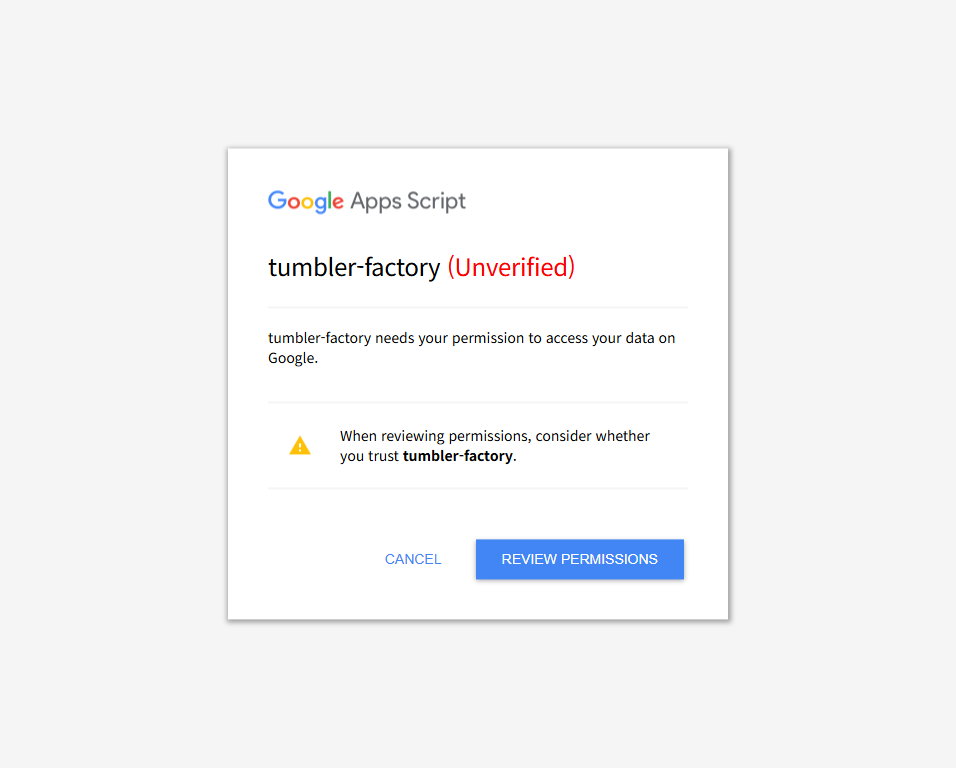 Google Apps Script
tumbler-factory (Unverified)
tumbler-factory needs your permission to access your data on
Google.
When reviewing permissions, consider whether
you trust tumbler-factory.
CANCEL
REVIEW PERMISSIONS